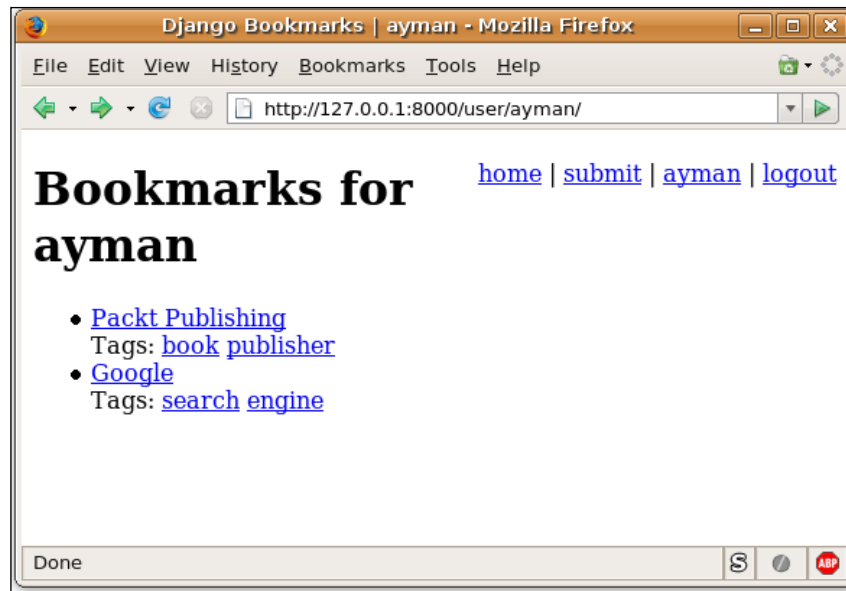 Django Bookmarks | ayman - Mozilla Firefox
File Edit View History Bookmarks Tools Help
http://127.0.0.1:8000/user/ayman/
home | submit | ayman | logout
Bookmarks for
ayman
Packt Publishing
Tags: book publisher
Google
Tags: search engine
Done
S
ABP